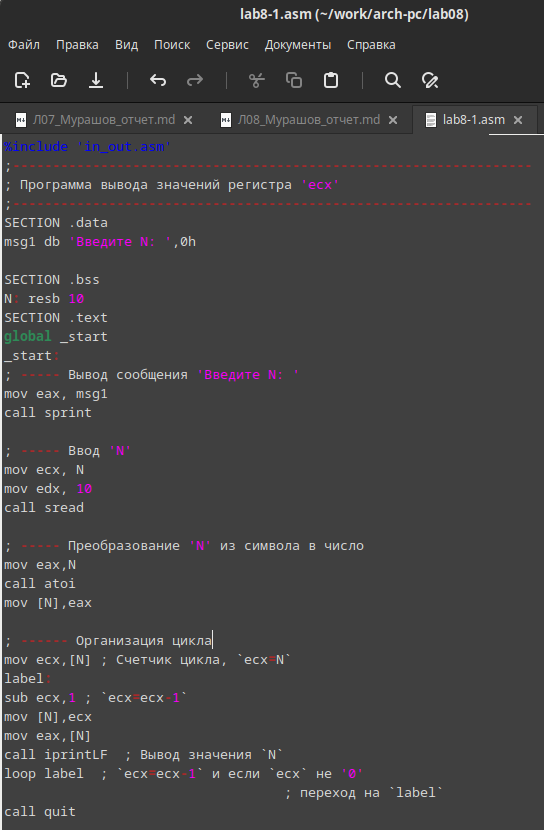 lab8-1.asm (~/work/arch-pc/lab08)
Файл Правка Вид Поиск Сервис Документы Справка
Л07_Мурашов_отчет.md × Л08_Мурашов_отчет.md × lab8-1.asm ×
%include 'in_out.asm'
;-----------------------------------------------------------------
; Программа вывода значений регистра 'ecx'
;-----------------------------------------------------------------
SECTION .data
msg1 db 'Введите N: ',0h
SECTION .bss
N: resb 10
SECTION .text
global _start
_start:
; ----- Вывод сообщения 'Введите N: '
mov eax, msg1
call sprint
; ----- Ввод 'N'
mov ecx, N
mov edx, 10
call sread
; ----- Преобразование 'N' из символа в число
mov eax,N
call atoi
mov [N],eax
; ------ Организация цикла
mov ecx,[N] ; Счетчик цикла, `ecx=N`
label:
sub ecx,1 ; `ecx=ecx-1`
mov [N],ecx
mov eax,[N]
call iprintLF  ; Вывод значения `N`
loop label  ; `ecx=ecx-1` и если `ecx` не '0'
; переход на `label`
call quit